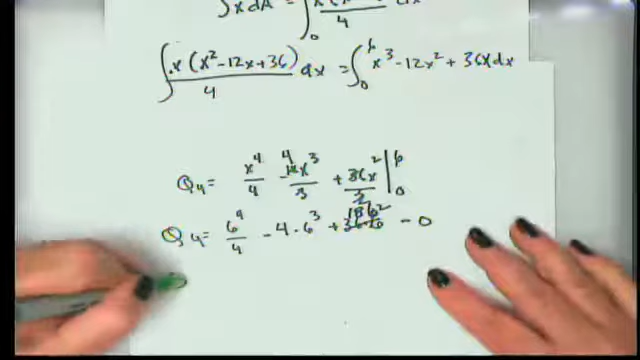 ∫x dA = ∫₀
4
∫ x(x²-12x+36)/4 dx = ∫₀⁶ x³-12x²+36x dx
Qy = x⁴/4 - 4x³/3 + 36x²/2 |₀⁶
Qy = 6⁴/4 - 4·6³ + 18·6² - 0